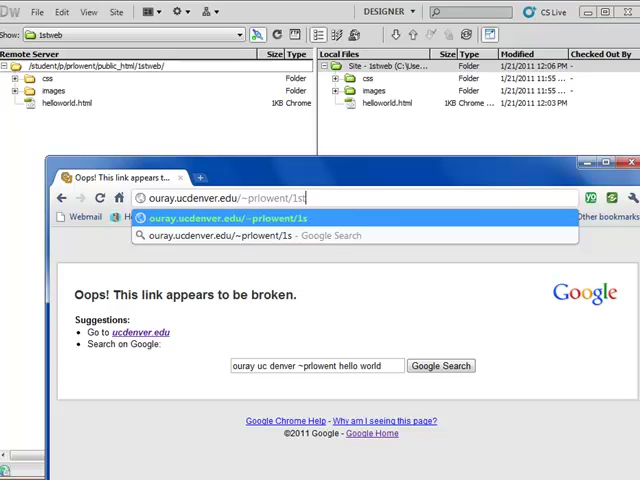 Dw Edit View Site DESIGNER CS Live
Show: 1stweb
Remote Server Size Type Local Files Size Type Modified Checked Out By
/student/p/prlowent/public_html/1stweb/ Site - 1stweb (C:\Use... Folder 1/21/2011 12:06 PM -
css Folder css Folder 1/21/2011 11:55 ... -
images Folder images Folder 1/21/2011 11:55 ... -
helloworld.html 1KB Chrome helloworld.html 1KB Chrome ... 1/21/2011 12:03 PM
Oops! This link appears t...
ouray.ucdenver.edu/~prlowent/1st
Webmail Other bookmarks
ouray.ucdenver.edu/~prlowent/1s
ouray.ucdenver.edu/~prlowent/1s - Google Search
Oops! This link appears to be broken.
Google
Suggestions:
Go to ucdenver.edu
Search on Google:
ouray uc denver ~prlowent hello world Google Search
Google Chrome Help - Why am I seeing this page?
©2011 Google - Google Home